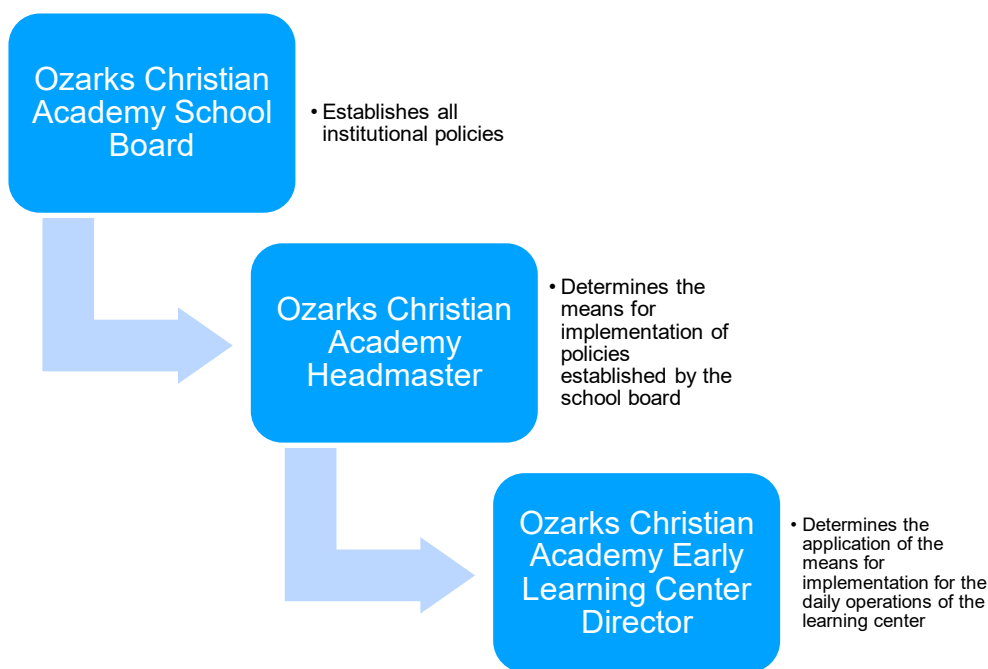 Ozarks Christian
Academy School
Board
• Establishes all
institutional policies
Ozarks Christian
Academy
Headmaster
• Determines the
means for
implementation of
policies
established by the
school board
Ozarks Christian
Academy Early
Learning Center
Director
• Determines the
application of the
means for
implementation for the
daily operations of the
learning center